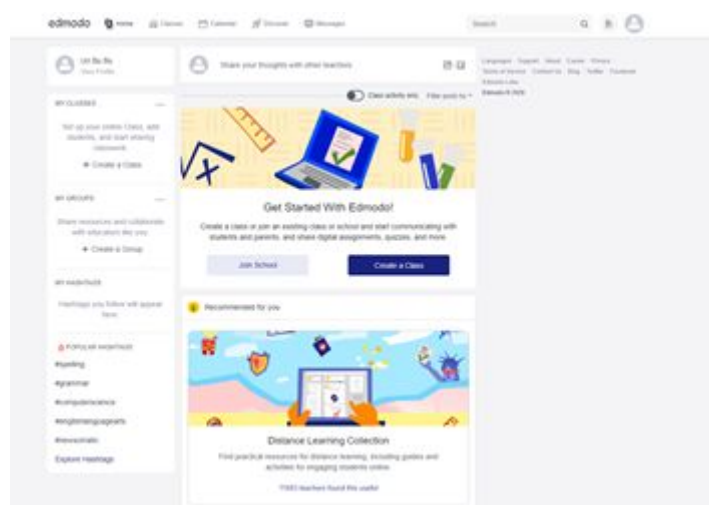 edmodo
Home
Classes
Calendar
Discover
Messages
Search
View Profile
Share your thoughts with other teachers
Languages Support About Career Privacy
Terms of Service Contact Us Blog Twitter Facebook
Class activity only
Filter posts by
MY CLASSES
Set up your online Class, add
students, and start sharing
classwork.
+ Create a Class
MY GROUPS
Share resources and collaborate
with educators like you
+ Create a Group
MY HASHTAGS
Hashtags you follow will appear
here.
POPULAR HASHTAGS
#spelling
#grammar
#computerscience
#englishlanguagearts
Explore Hashtags
Get Started With Edmodo!
Create a class or join an existing class or school and start communicating with
students and parents, and share digital assignments, quizzes, and more
Join School
Create a Class
Recommended for you
Distance Learning Collection
Find practical resources for distance learning, including guides and
activities for engaging students online
teachers found this useful